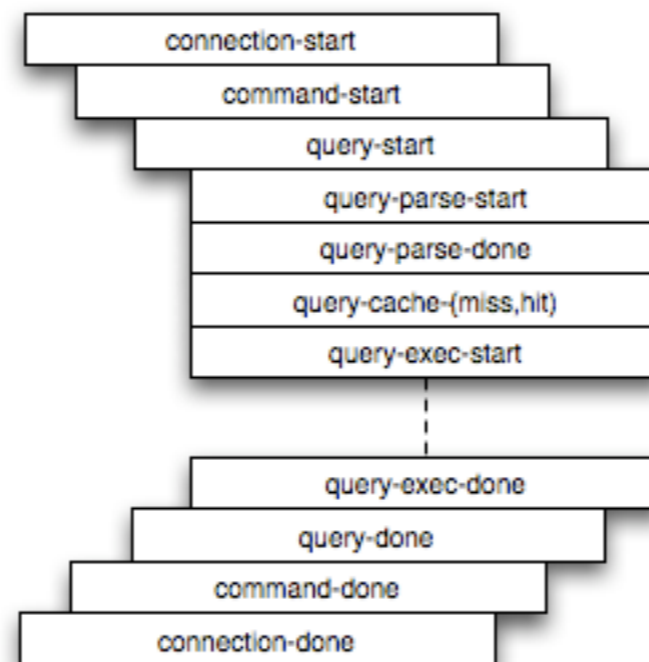 connection-start
command-start
query-start
query-parse-start
query-parse-done
query-cache-(miss,hit)
query-exec-start
query-exec-done
query-done
command-done
connection-done